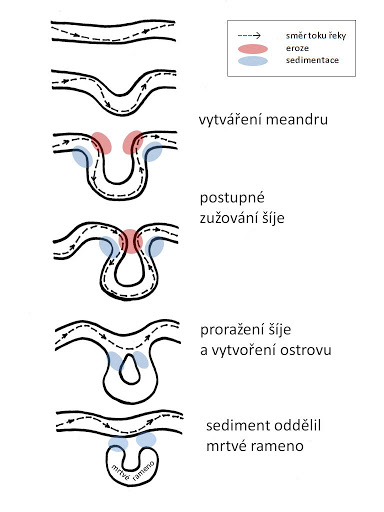 směr toku řeky
eroze
sedimentace
vytváření meandru
postupné
zužování šíje
proražení šíje
a vytvoření ostrovu
sediment oddělil
mrtvé rameno
mrtvé rameno